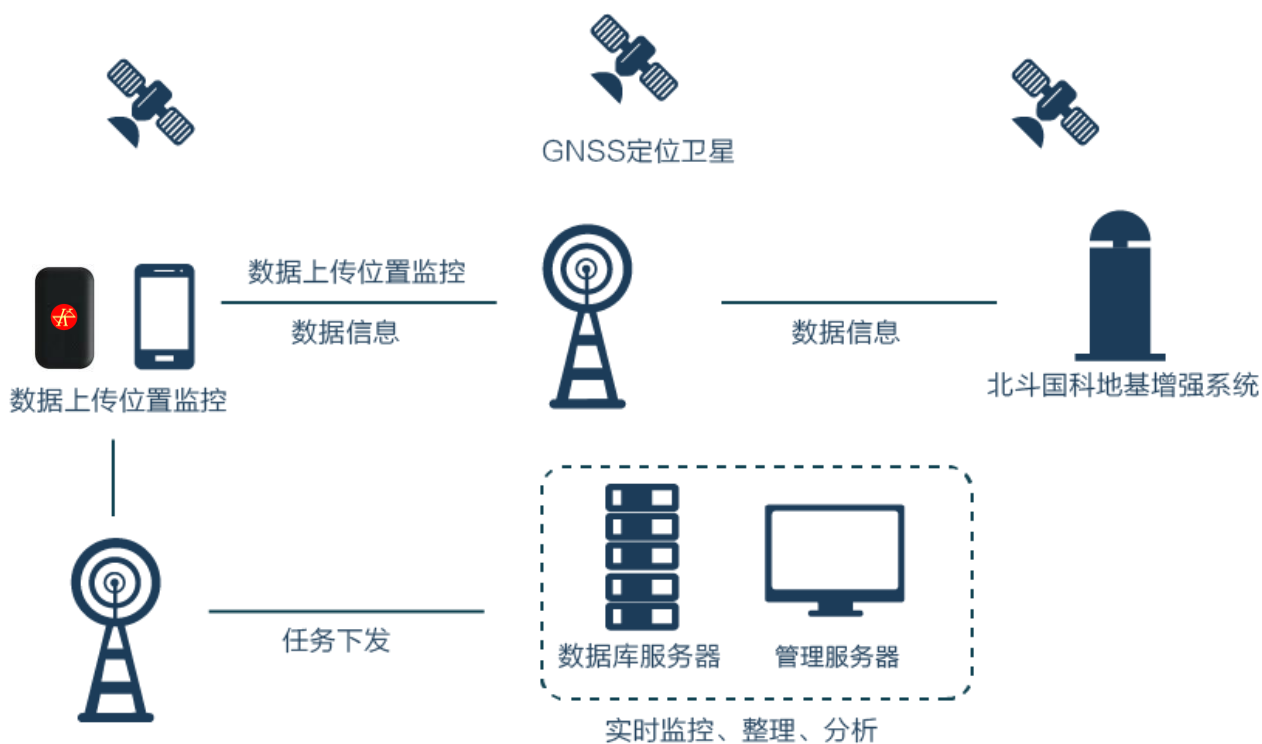 GNSS定位卫星
数据上传位置监控
数据信息
数据信息
数据上传位置监控
北斗国科地基增强系统
任务下发
数据库服务器
管理服务器
实时监控、整理、分析